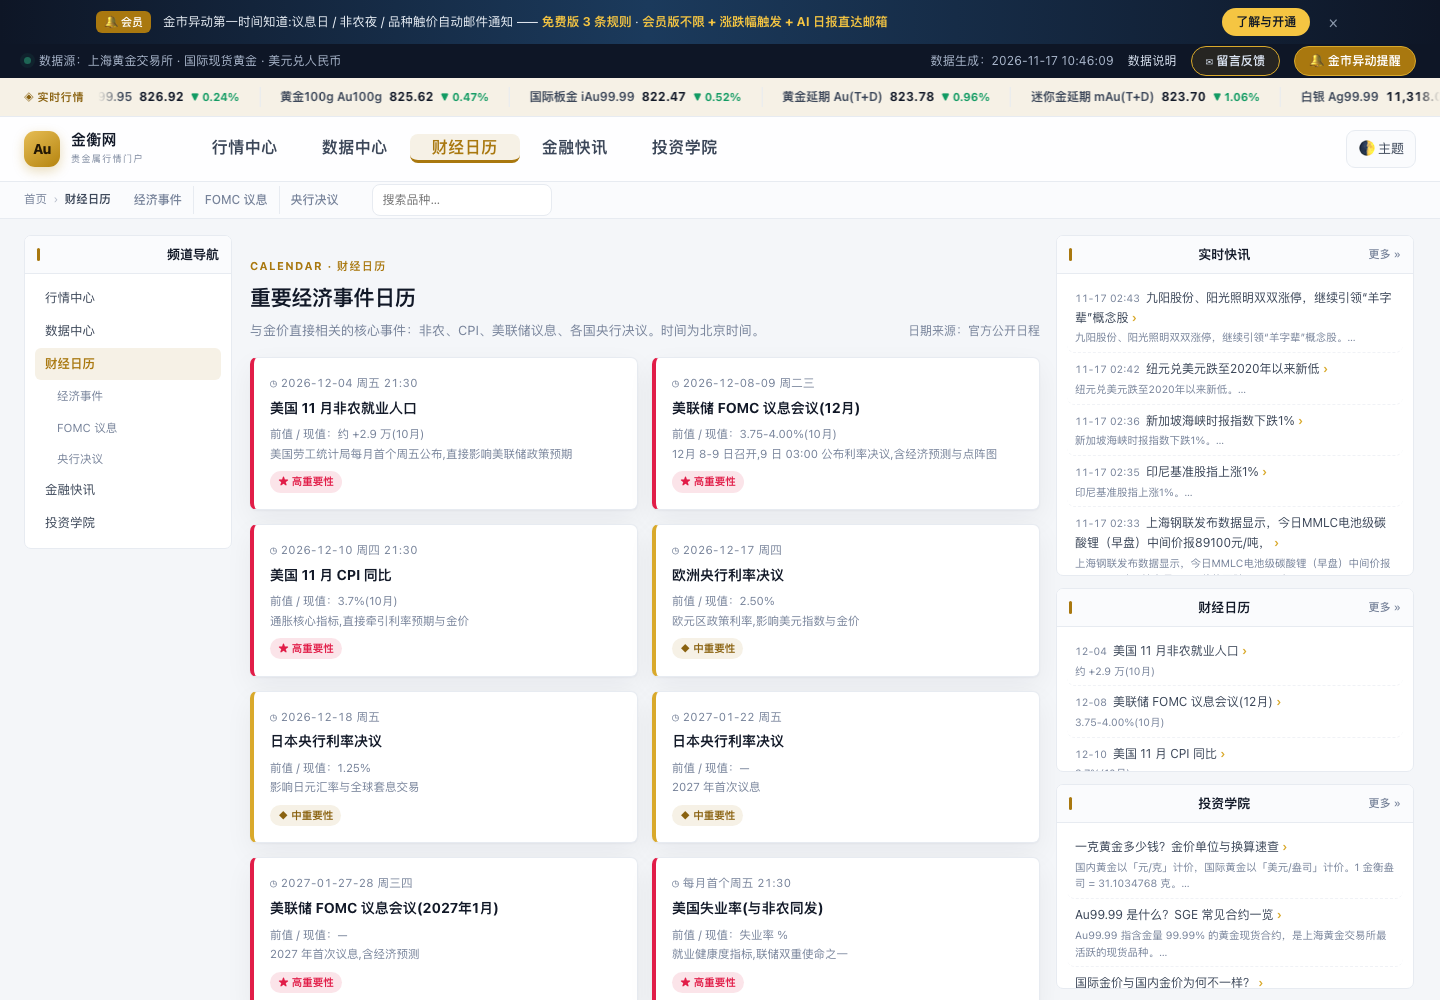 会员 金市异动第一时间知道:议息日 / 非农夜 / 品种触价自动邮件通知 —— 免费版 3 条规则 · 会员版不限 + 涨跌幅触发 + AI 日报直达邮箱 了解与开通 ×
数据源：上海黄金交易所 · 国际现货黄金 · 美元兑人民币 数据生成：2026-11-17 10:46:09 数据说明 ✉ 留言反馈 金市异动提醒
◈ 实时行情 99.95 826.92 ▼0.24% 黄金100g Au100g 825.62 ▼0.47% 国际板金 iAu99.99 822.47 ▼0.52% 黄金延期 Au(T+D) 823.78 ▼0.96% 迷你金延期 mAu(T+D) 823.70 ▼1.06% 白银 Ag99.99 11,318.0
Au 金衡网 行情中心 数据中心 财经日历 金融快讯 投资学院 主题
贵金属行情门户
首页 › 财经日历 经济事件 FOMC 议息 央行决议 搜索品种...
频道导航
行情中心
数据中心
财经日历
经济事件
FOMC 议息
央行决议
金融快讯
投资学院
CALENDAR · 财经日历
重要经济事件日历
与金价直接相关的核心事件：非农、CPI、美联储议息、各国央行决议。时间为北京时间。 日期来源：官方公开日程
◷ 2026-12-04 周五 21:30
美国 11 月非农就业人口
前值 / 现值：约 +2.9 万(10月)
美国劳工统计局每月首个周五公布,直接影响美联储政策预期
★ 高重要性
◷ 2026-12-08-09 周二三
美联储 FOMC 议息会议(12月)
前值 / 现值：3.75-4.00%(10月)
12月 8-9 日召开,9 日 03:00 公布利率决议,含经济预测与点阵图
★ 高重要性
◷ 2026-12-10 周四 21:30
美国 11 月 CPI 同比
前值 / 现值：3.7%(10月)
通胀核心指标,直接牵引利率预期与金价
★ 高重要性
◷ 2026-12-17 周四
欧洲央行利率决议
前值 / 现值：2.50%
欧元区政策利率,影响美元指数与金价
◆ 中重要性
◷ 2026-12-18 周五
日本央行利率决议
前值 / 现值：1.25%
影响日元汇率与全球套息交易
◆ 中重要性
◷ 2027-01-22 周五
日本央行利率决议
前值 / 现值：—
2027 年首次议息
◆ 中重要性
◷ 2027-01-27-28 周三四
美联储 FOMC 议息会议(2027年1月)
前值 / 现值：—
2027 年首次议息,含经济预测
★ 高重要性
◷ 每月首个周五 21:30
美国失业率(与非农同发)
前值 / 现值：失业率 %
就业健康度指标,联储双重使命之一
★ 高重要性
实时快讯 更多 »
11-17 02:43 九阳股份、阳光照明双双涨停，继续引领“羊字
辈”概念股 ›
九阳股份、阳光照明双双涨停，继续引领“羊字辈”概念股。...
11-17 02:42 纽元兑美元跌至2020年以来新低 ›
纽元兑美元跌至2020年以来新低。...
11-17 02:36 新加坡海峡时报指数下跌1% ›
新加坡海峡时报指数下跌1%。...
11-17 02:35 印尼基准股指上涨1% ›
印尼基准股指上涨1%。...
11-17 02:33 上海钢联发布数据显示，今日MMLC电池级碳
酸锂（早盘）中间价报89100元/吨， ›
上海钢联发布数据显示，今日MMLC电池级碳酸锂（早盘）中间价报
财经日历 更多 »
12-04 美国 11 月非农就业人口 ›
约 +2.9 万(10月)
12-08 美联储 FOMC 议息会议(12月) ›
3.75-4.00%(10月)
12-10 美国 11 月 CPI 同比 ›
投资学院 更多 »
一克黄金多少钱？金价单位与换算速查 ›
国内黄金以「元/克」计价，国际黄金以「美元/盎司」计价。1 金衡盎
司 = 31.1034768 克。...
Au99.99 是什么？SGE 常见合约一览 ›
Au99.99 指含金量 99.99% 的黄金现货合约，是上海黄金交易所最
活跃的现货品种。...
国际金价与国内金价为何不一样？ ›